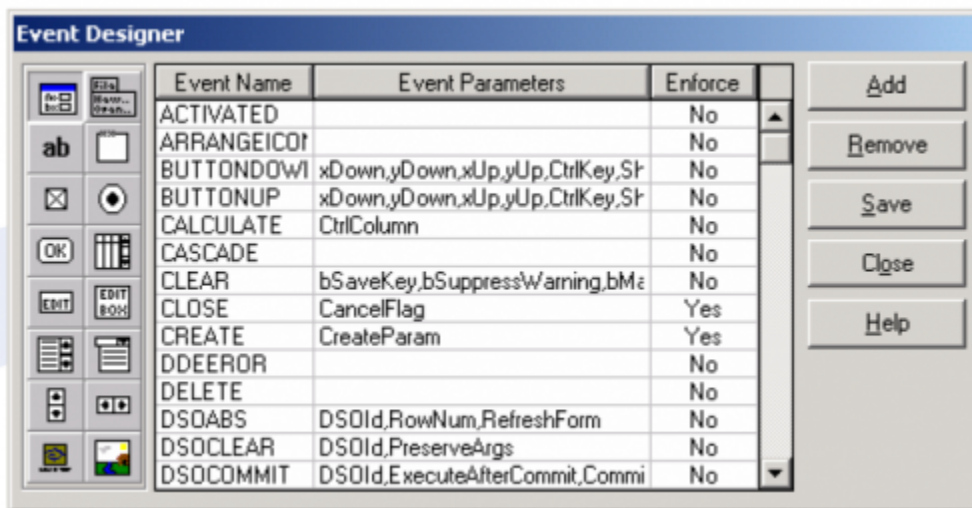 Event Designer
Event Name Event Parameters Enforce
ACTIVATED No
ARRANGEICO No
BUTTONDOW xDown,yDown,xUp,yUp,CtrlKey,Sh No
BUTTONUP xDown,yDown,xUp,yUp,CtrlKey,Sh No
CALCULATE CtrlColumn No
CASCADE No
CLEAR bSaveKey,bSuppressWarning,bMa No
CLOSE CancelFlag Yes
CREATE CreateParam Yes
DDEEROR No
DELETE No
DSOABS DSOId,RowNum,RefreshForm No
DSOCLEAR DSOId,PreserveArgs No
DSOCOMMIT DSOId,ExecuteAfterCommit,Commi No
ab
OK
EDIT
EDIT BOX
Add
Remove
Save
Close
Help